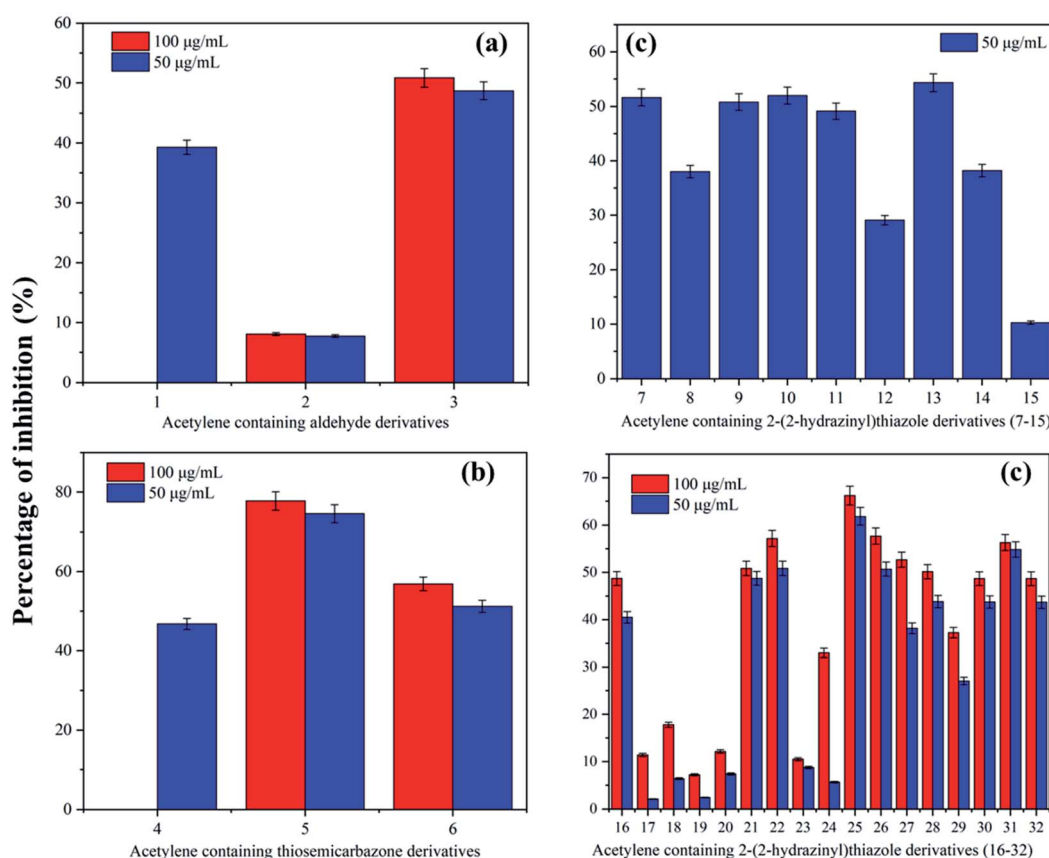 Percentage of inhibition (%)
(a)
100 μg/mL
50 μg/mL
60
50
40
30
20
10
0
1 2 3
Acetylene containing aldehyde derivatives
(c)
50 μg/mL
60
50
40
30
20
10
0
7 8 9 10 11 12 13 14 15
Acetylene containing 2-(2-hydrazinyl)thiazole derivatives (7-15)
(b)
100 μg/mL
50 μg/mL
80
60
40
20
0
4 5 6
Acetylene containing thiosemicarbazone derivatives
(c)
100 μg/mL
50 μg/mL
70
60
50
40
30
20
10
0
16 17 18 19 20 21 22 23 24 25 26 27 28 29 30 31 32
Acetylene containing 2-(2-hydrazinyl)thiazole derivatives (16-32)